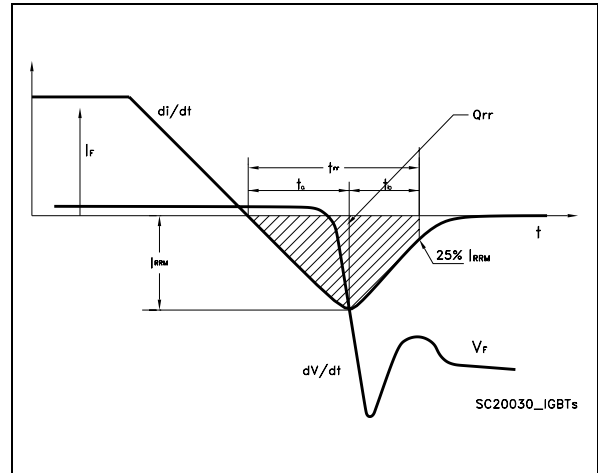 di/dt
Qrr
IF
trr
ta
tb
t
IRRM
25% IRRM
dV/dt
VF
SC20030_IGBTs